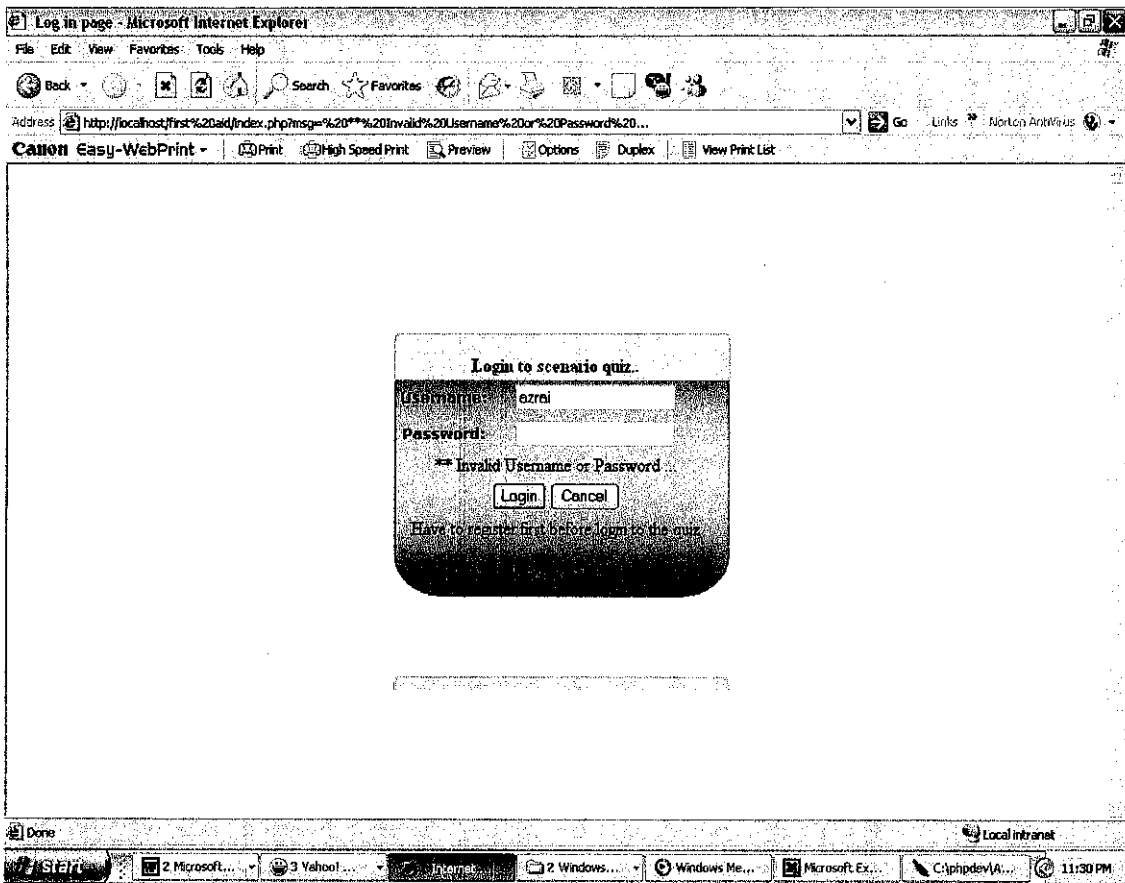 Log in page - Microsoft Internet Explorer
File Edit View Favorites Tools Help
Back Search Favorites
Address http://localhost/first%20aid/index.php?msg=%20**%20Invalid%20Username%20or%20Password%20... Go Links » Norton AntiVirus
Canon Easy-WebPrint Print High Speed Print Preview Options Duplex View Print List
Login to scenario quiz..
Username: azrai
Password:
** Invalid Username or Password ...
Login Cancel
Have to register first before login to the quiz
Done Local intranet
start 2 Microsoft... 3 Yahoo! ... Internet 2 Windows... Windows Me... Microsoft Ex... C:\phpdev\A... 11:30 PM